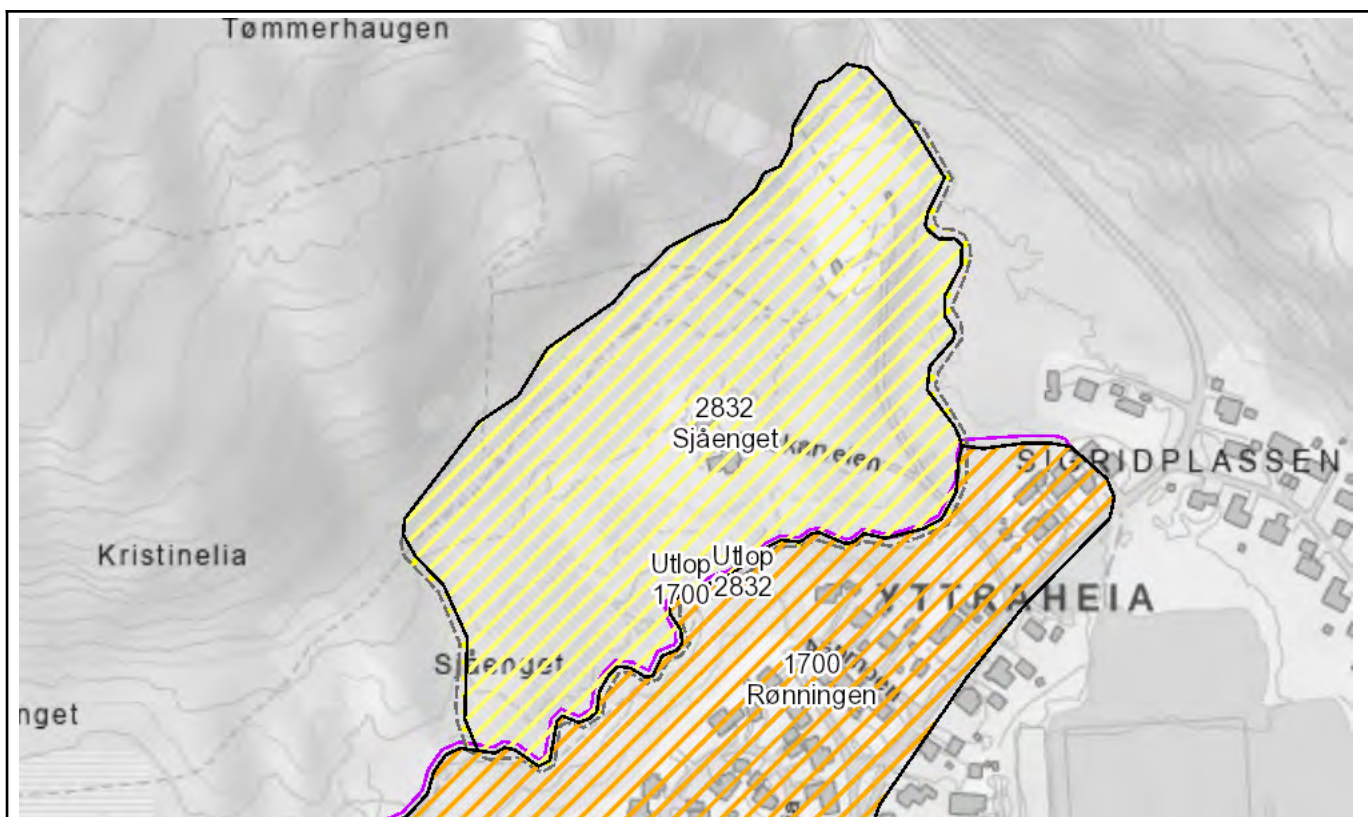 Tømmerhaugen
2832
Sjåenget
SIGRIDPLASSEN
Kristinelia
Utlop
1700
Utlop
2832
YTTRAHEIA
Sjåenget
1700
Rønningen
nget